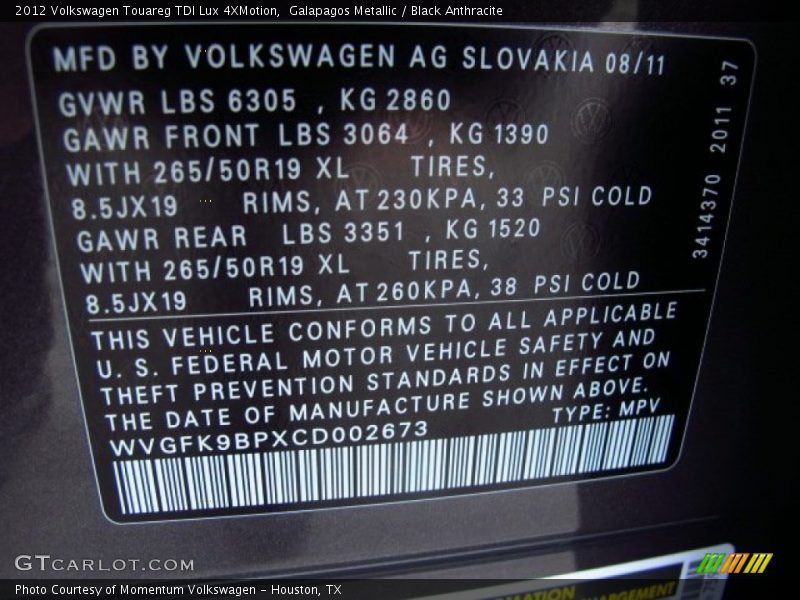 2012 Volkswagen Touareg TDI Lux 4XMotion,  Galapagos Metallic / Black Anthracite
MFD BY VOLKSWAGEN AG SLOVAKIA 08/11
GVWR LBS 6305 , KG 2860
GAWR FRONT LBS 3064 , KG 1390
WITH 265/50R19 XL TIRES,
8.5JX19 RIMS, AT 230KPA, 33 PSI COLD
GAWR REAR LBS 3351 , KG 1520
WITH 265/50R19 XL TIRES,
8.5JX19 RIMS, AT 260KPA, 38 PSI COLD
3414370 2011 37
THIS VEHICLE CONFORMS TO ALL APPLICABLE
U. S. FEDERAL MOTOR VEHICLE SAFETY AND
THEFT PREVENTION STANDARDS IN EFFECT ON
THE DATE OF MANUFACTURE SHOWN ABOVE.
WVGFK9BPXCD002673 TYPE: MPV
GTCARLOT.COM
Photo Courtesy of Momentum Volkswagen – Houston, TX